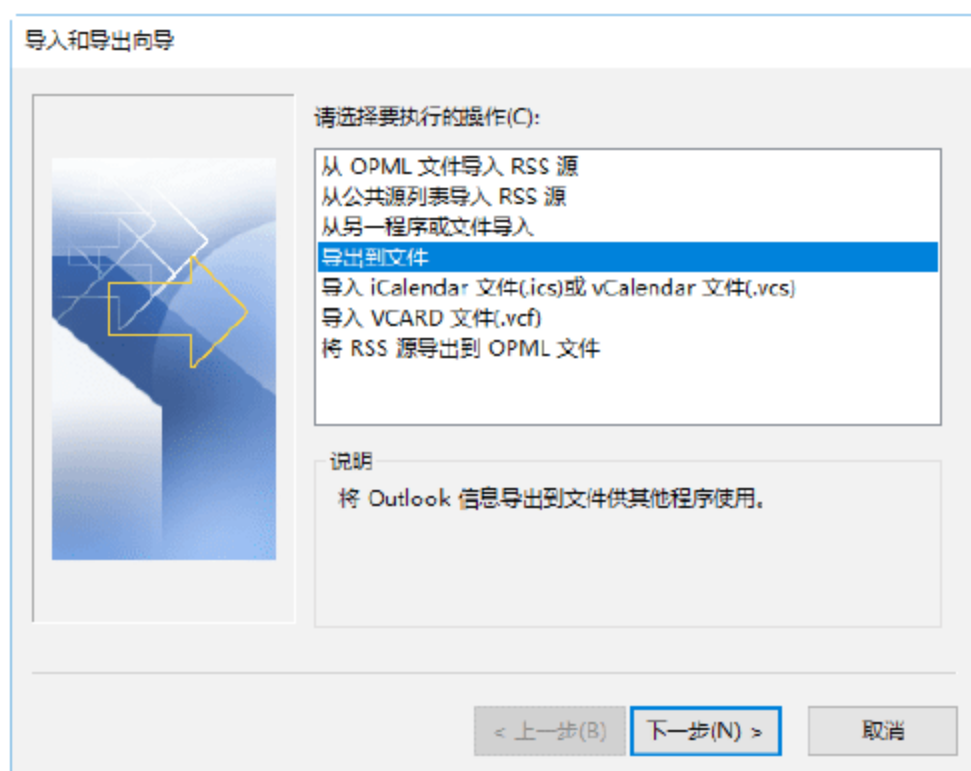 导入和导出向导
请选择要执行的操作(C):
从 OPML 文件导入 RSS 源
从公共源列表导入 RSS 源
从另一程序或文件导入
导出到文件
导入 iCalendar 文件(.ics)或 vCalendar 文件(.vcs)
导入 VCARD 文件(.vcf)
将 RSS 源导出到 OPML 文件
说明
将 Outlook 信息导出到文件供其他程序使用。
< 上一步(B) 下一步(N) > 取消